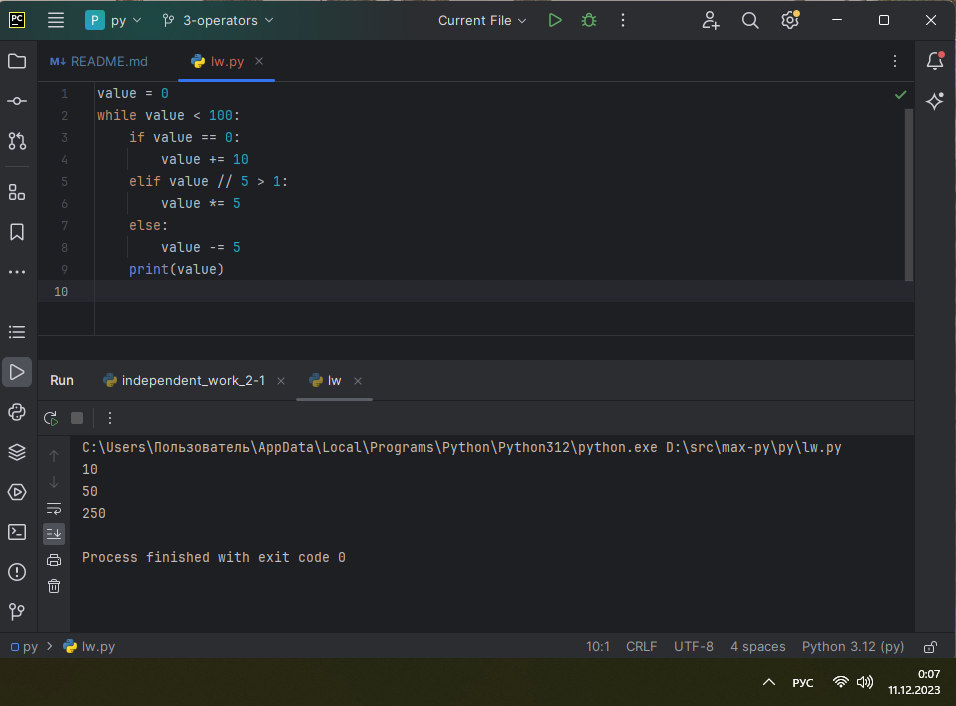 PC P py 3-operators Current File
M↓ README.md lw.py
1 value = 0
2 while value < 100:
3     if value == 0:
4         value += 10
5     elif value // 5 > 1:
6         value *= 5
7     else:
8         value -= 5
9     print(value)
10
Run independent_work_2-1 lw
C:\Users\Пользователь\AppData\Local\Programs\Python\Python312\python.exe D:\src\max-py\py\lw.py
10
50
250
Process finished with exit code 0
py > lw.py 10:1 CRLF UTF-8 4 spaces Python 3.12 (py)
РУС 0:07
11.12.2023